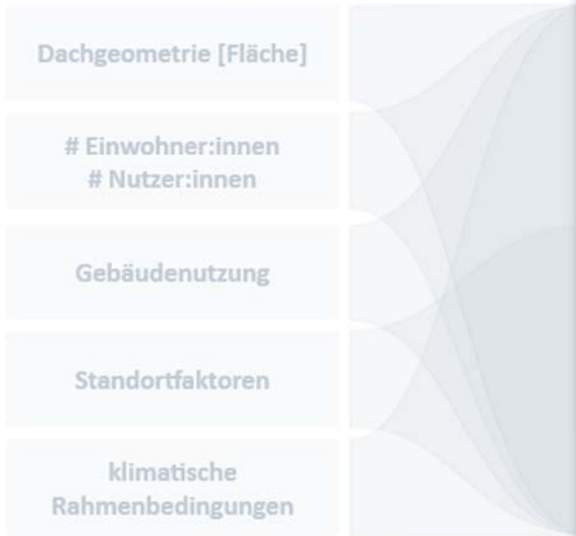 Dachgeometrie [Fläche]
# Einwohner:innen
# Nutzer:innen
Gebäudenutzung
Standortfaktoren
klimatische
Rahmenbedingungen